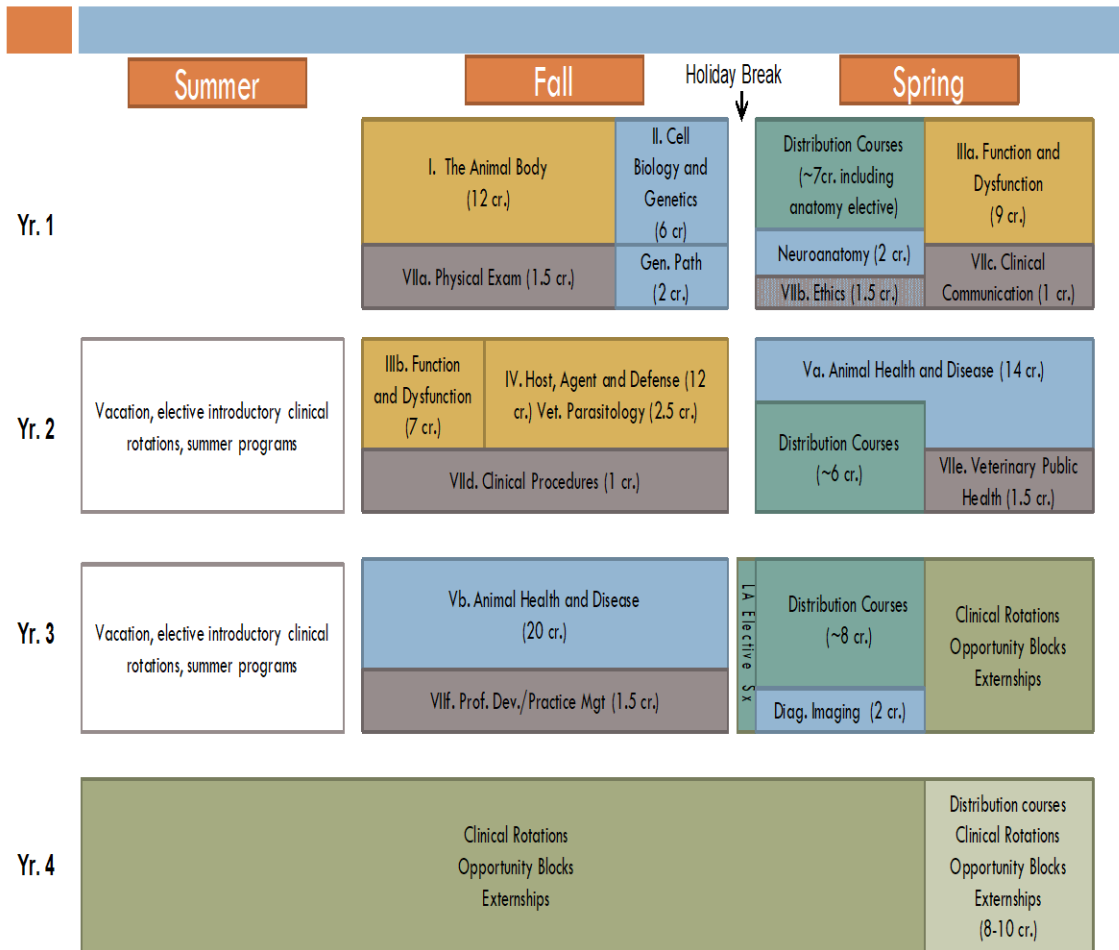 Summer
Fall
Holiday Break
Spring
Yr. 1
I. The Animal Body
(12 cr.)
II. Cell
Biology and
Genetics
(6 cr)
VIIa. Physical Exam (1.5 cr.)
Gen. Path
(2 cr.)
Distribution Courses
(~7cr. including
anatomy elective)
Neuroanatomy (2 cr.)
VIIb. Ethics (1.5 cr.)
IIIa. Function and
Dysfunction
(9 cr.)
VIIc. Clinical
Communication (1 cr.)
Yr. 2
Vacation, elective introductory clinical
rotations, summer programs
IIIb. Function
and Dysfunction
(7 cr.)
IV. Host, Agent and Defense (12
cr.) Vet. Parasitology (2.5 cr.)
VIId. Clinical Procedures (1 cr.)
Va. Animal Health and Disease (14 cr.)
Distribution Courses
(~6 cr.)
VIIe. Veterinary Public
Health (1.5 cr.)
Yr. 3
Vacation, elective introductory clinical
rotations, summer programs
Vb. Animal Health and Disease
(20 cr.)
VIIf. Prof. Dev./Practice Mgt (1.5 cr.)
LA Elective Sx
Distribution Courses
(~8 cr.)
Diag. Imaging (2 cr.)
Clinical Rotations
Opportunity Blocks
Externships
Yr. 4
Clinical Rotations
Opportunity Blocks
Externships
Distribution courses
Clinical Rotations
Opportunity Blocks
Externships
(8-10 cr.)